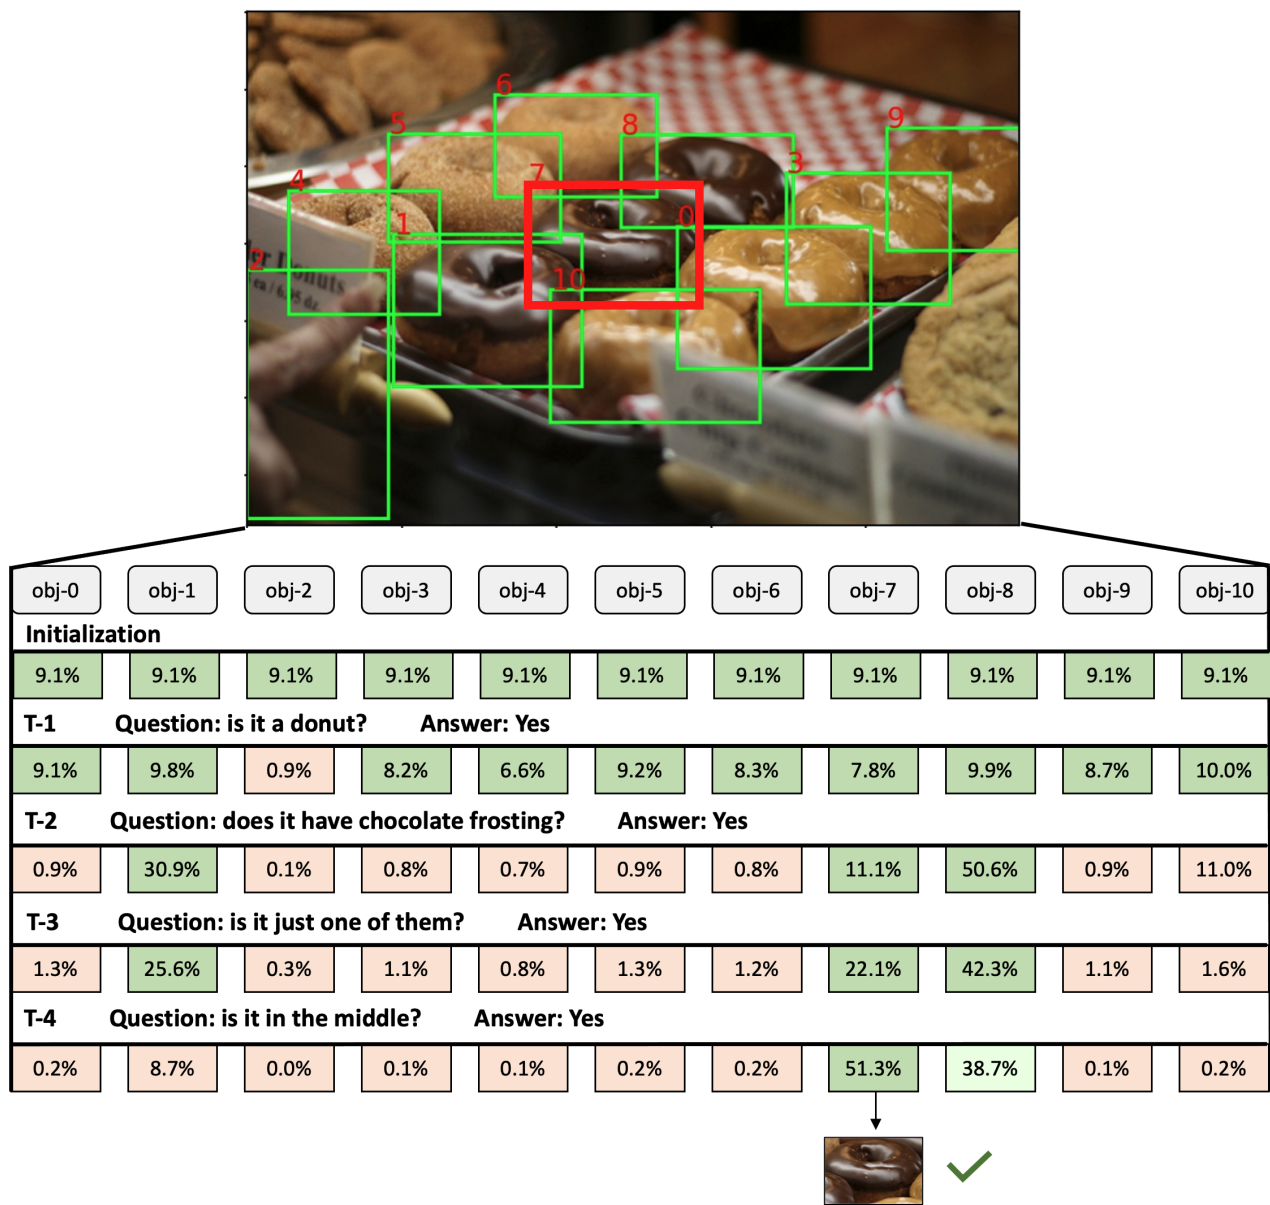 6
8
9
5
3
7
4
0
1
2
er Donuts
10
obj-0 obj-1 obj-2 obj-3 obj-4 obj-5 obj-6 obj-7 obj-8 obj-9 obj-10
Initialization
9.1% 9.1% 9.1% 9.1% 9.1% 9.1% 9.1% 9.1% 9.1% 9.1% 9.1%
T-1 Question: is it a donut? Answer: Yes
9.1% 9.8% 0.9% 8.2% 6.6% 9.2% 8.3% 7.8% 9.9% 8.7% 10.0%
T-2 Question: does it have chocolate frosting? Answer: Yes
0.9% 30.9% 0.1% 0.8% 0.7% 0.9% 0.8% 11.1% 50.6% 0.9% 11.0%
T-3 Question: is it just one of them? Answer: Yes
1.3% 25.6% 0.3% 1.1% 0.8% 1.3% 1.2% 22.1% 42.3% 1.1% 1.6%
T-4 Question: is it in the middle? Answer: Yes
0.2% 8.7% 0.0% 0.1% 0.1% 0.2% 0.2% 51.3% 38.7% 0.1% 0.2%